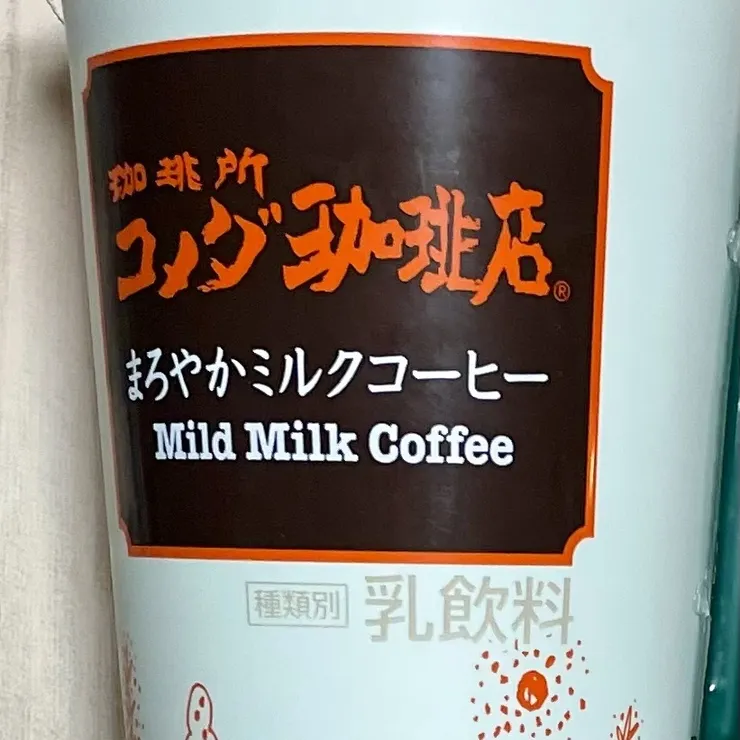 珈琲所
コメダ珈琲店®
まろやかミルクコーヒー
Mild Milk Coffee
種類別 乳飲料